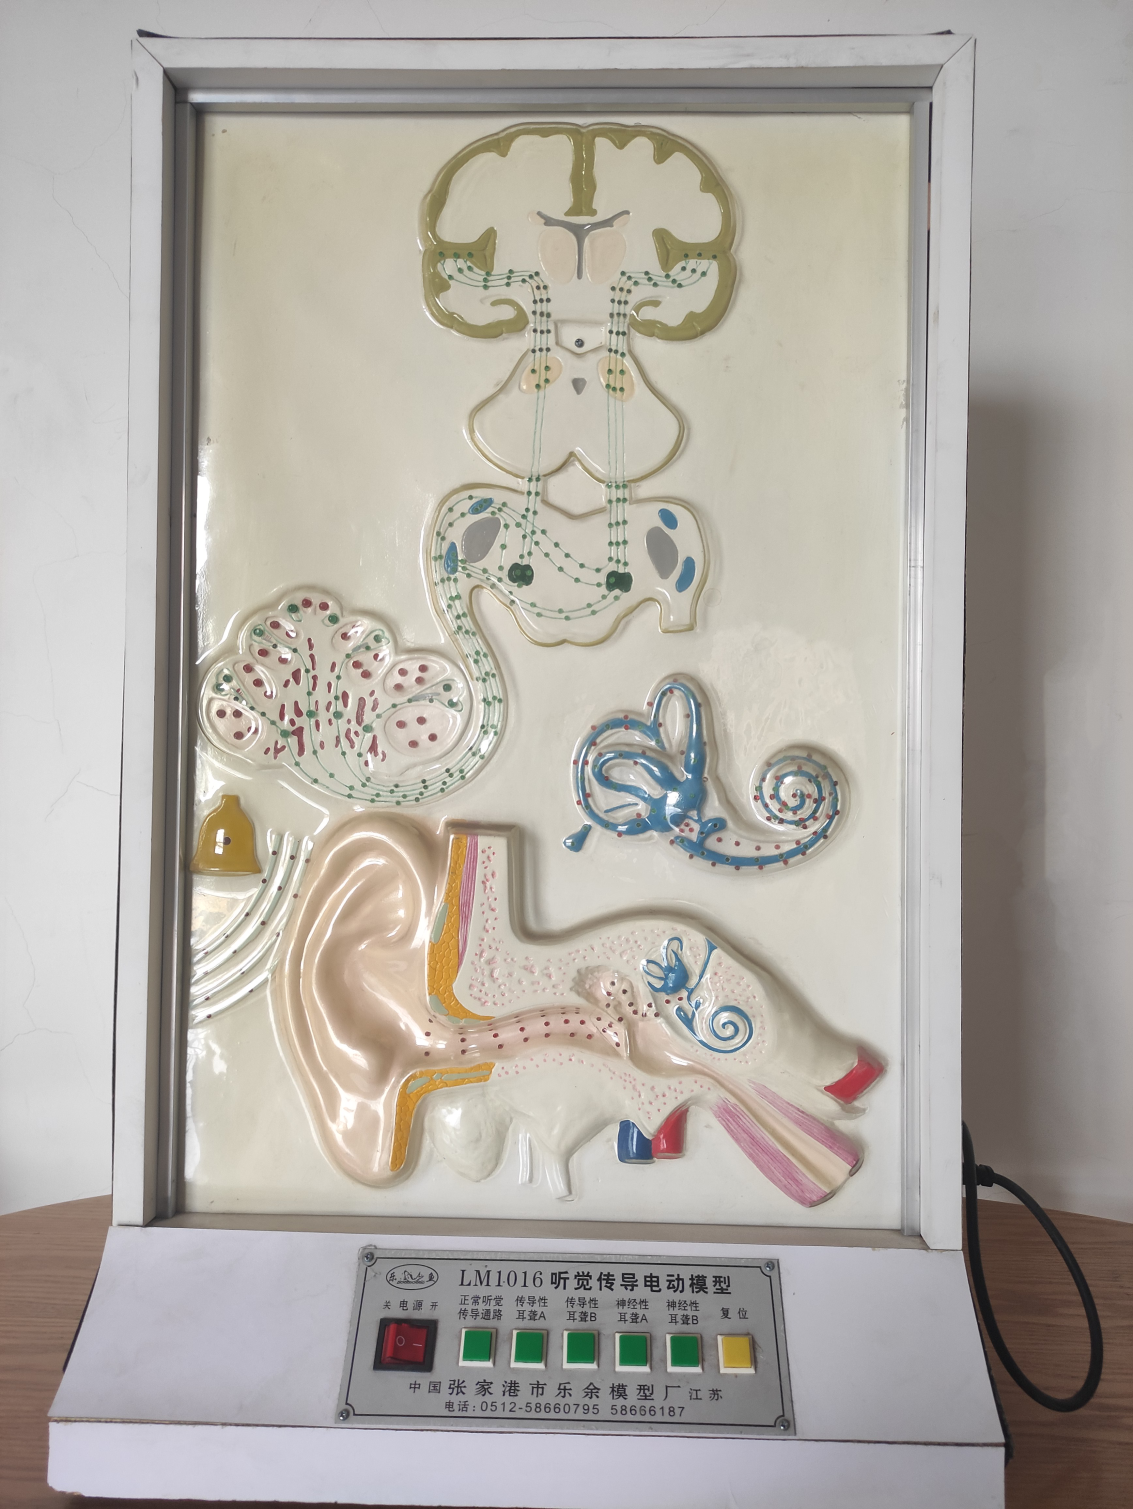 LM1016 听觉传导电动模型
关 电源 开
正常听觉 传导通路
传导性 耳聋A
传导性 耳聋B
神经性 耳聋A
神经性 耳聋B
复位
中国 张家港市乐余模型厂 江苏
电话:0512-58660795 58666187